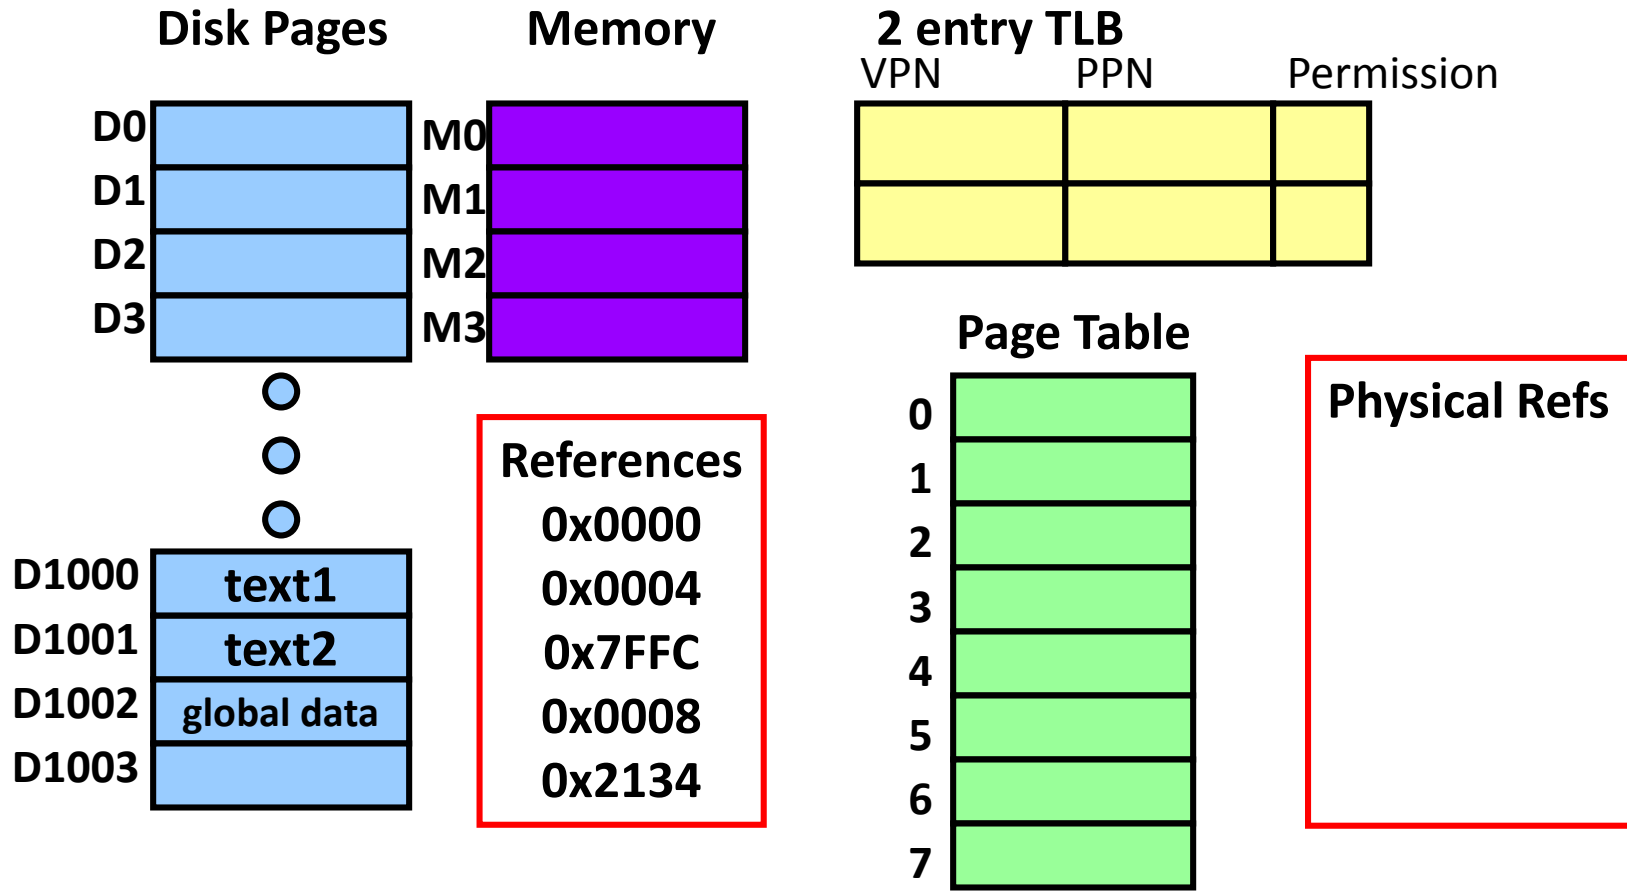 Disk Pages
Memory
2 entry TLB
VPN
PPN
Permission
D0
D1
D2
D3
M0
M1
M2
M3
D1000
text1
D1001
text2
D1002
global data
D1003
References
0x0000
0x0004
0x7FFC
0x0008
0x2134
Page Table
0
1
2
3
4
5
6
7
Physical Refs